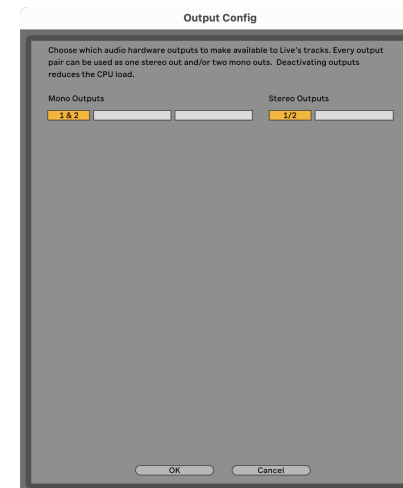 Output Config
Choose which audio hardware outputs to make available to Live's tracks. Every output
pair can be used as one stereo out and/or two mono outs. Deactivating outputs
reduces the CPU load.
Mono Outputs Stereo Outputs
1 & 2 1/2
OK Cancel